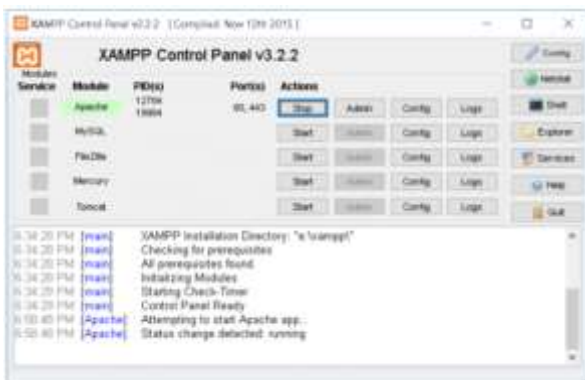 XAMPP Control Panel v3.2.2 [Compiled: Nov 12th 2015]
XAMPP Control Panel v3.2.2
Config
Modules
Service Module PID(s) Port(s) Actions
Netstat
Apache 80, 443 Stop Admin Config Logs
Shell
MySQL Start Admin Config Logs
Explorer
FileZilla Start Admin Config Logs
Services
Mercury Start Admin Config Logs
Help
Tomcat Start Admin Config Logs
Quit
[main] XAMPP Installation Directory: "e:\xampp\"
[main] Checking for prerequisites
[main] All prerequisites found
[main] Initializing Modules
[main] Starting Check-Timer
[main] Control Panel Ready
[Apache] Attempting to start Apache app...
[Apache] Status change detected: running